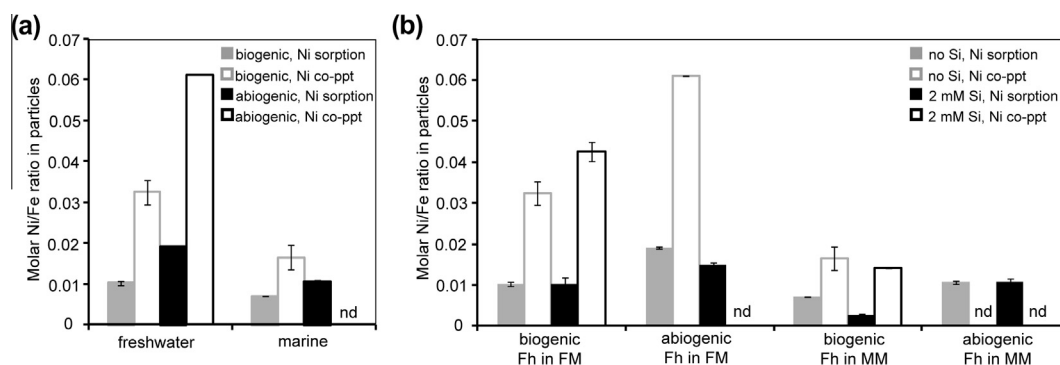 (a)
Molar Ni/Fe ratio in particles
0.07
0.06
0.05
0.04
0.03
0.02
0.01
0
biogenic, Ni sorption
biogenic, Ni co-ppt
abiogenic, Ni sorption
abiogenic, Ni co-ppt
nd
freshwater
marine
(b)
Molar Ni/Fe ratio in particles
0.07
0.06
0.05
0.04
0.03
0.02
0.01
0
no Si, Ni sorption
no Si, Ni co-ppt
2 mM Si, Ni sorption
2 mM Si, Ni co-ppt
nd
nd
nd
biogenic
Fh in FM
abiogenic
Fh in FM
biogenic
Fh in MM
abiogenic
Fh in MM